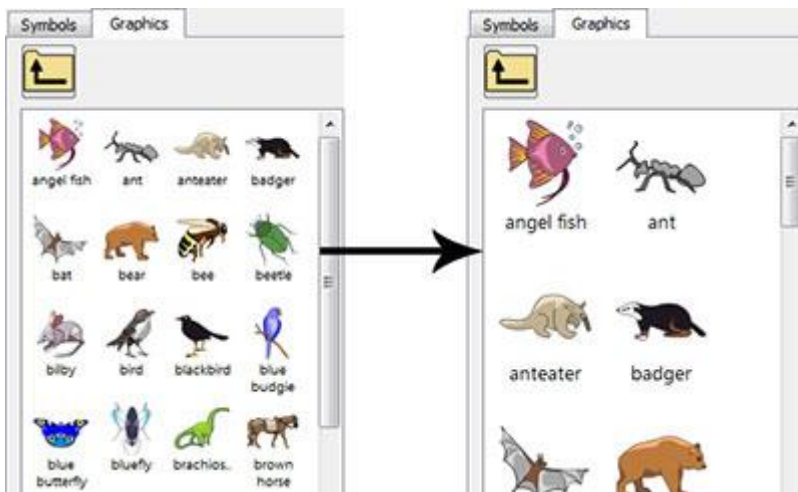 Symbols Graphics
angel fish ant anteater badger
bat bear bee beetle
bilby bird blackbird blue
budgie
blue bluefly brachios.. brown
butterfly horse
Symbols Graphics
angel fish ant
anteater badger